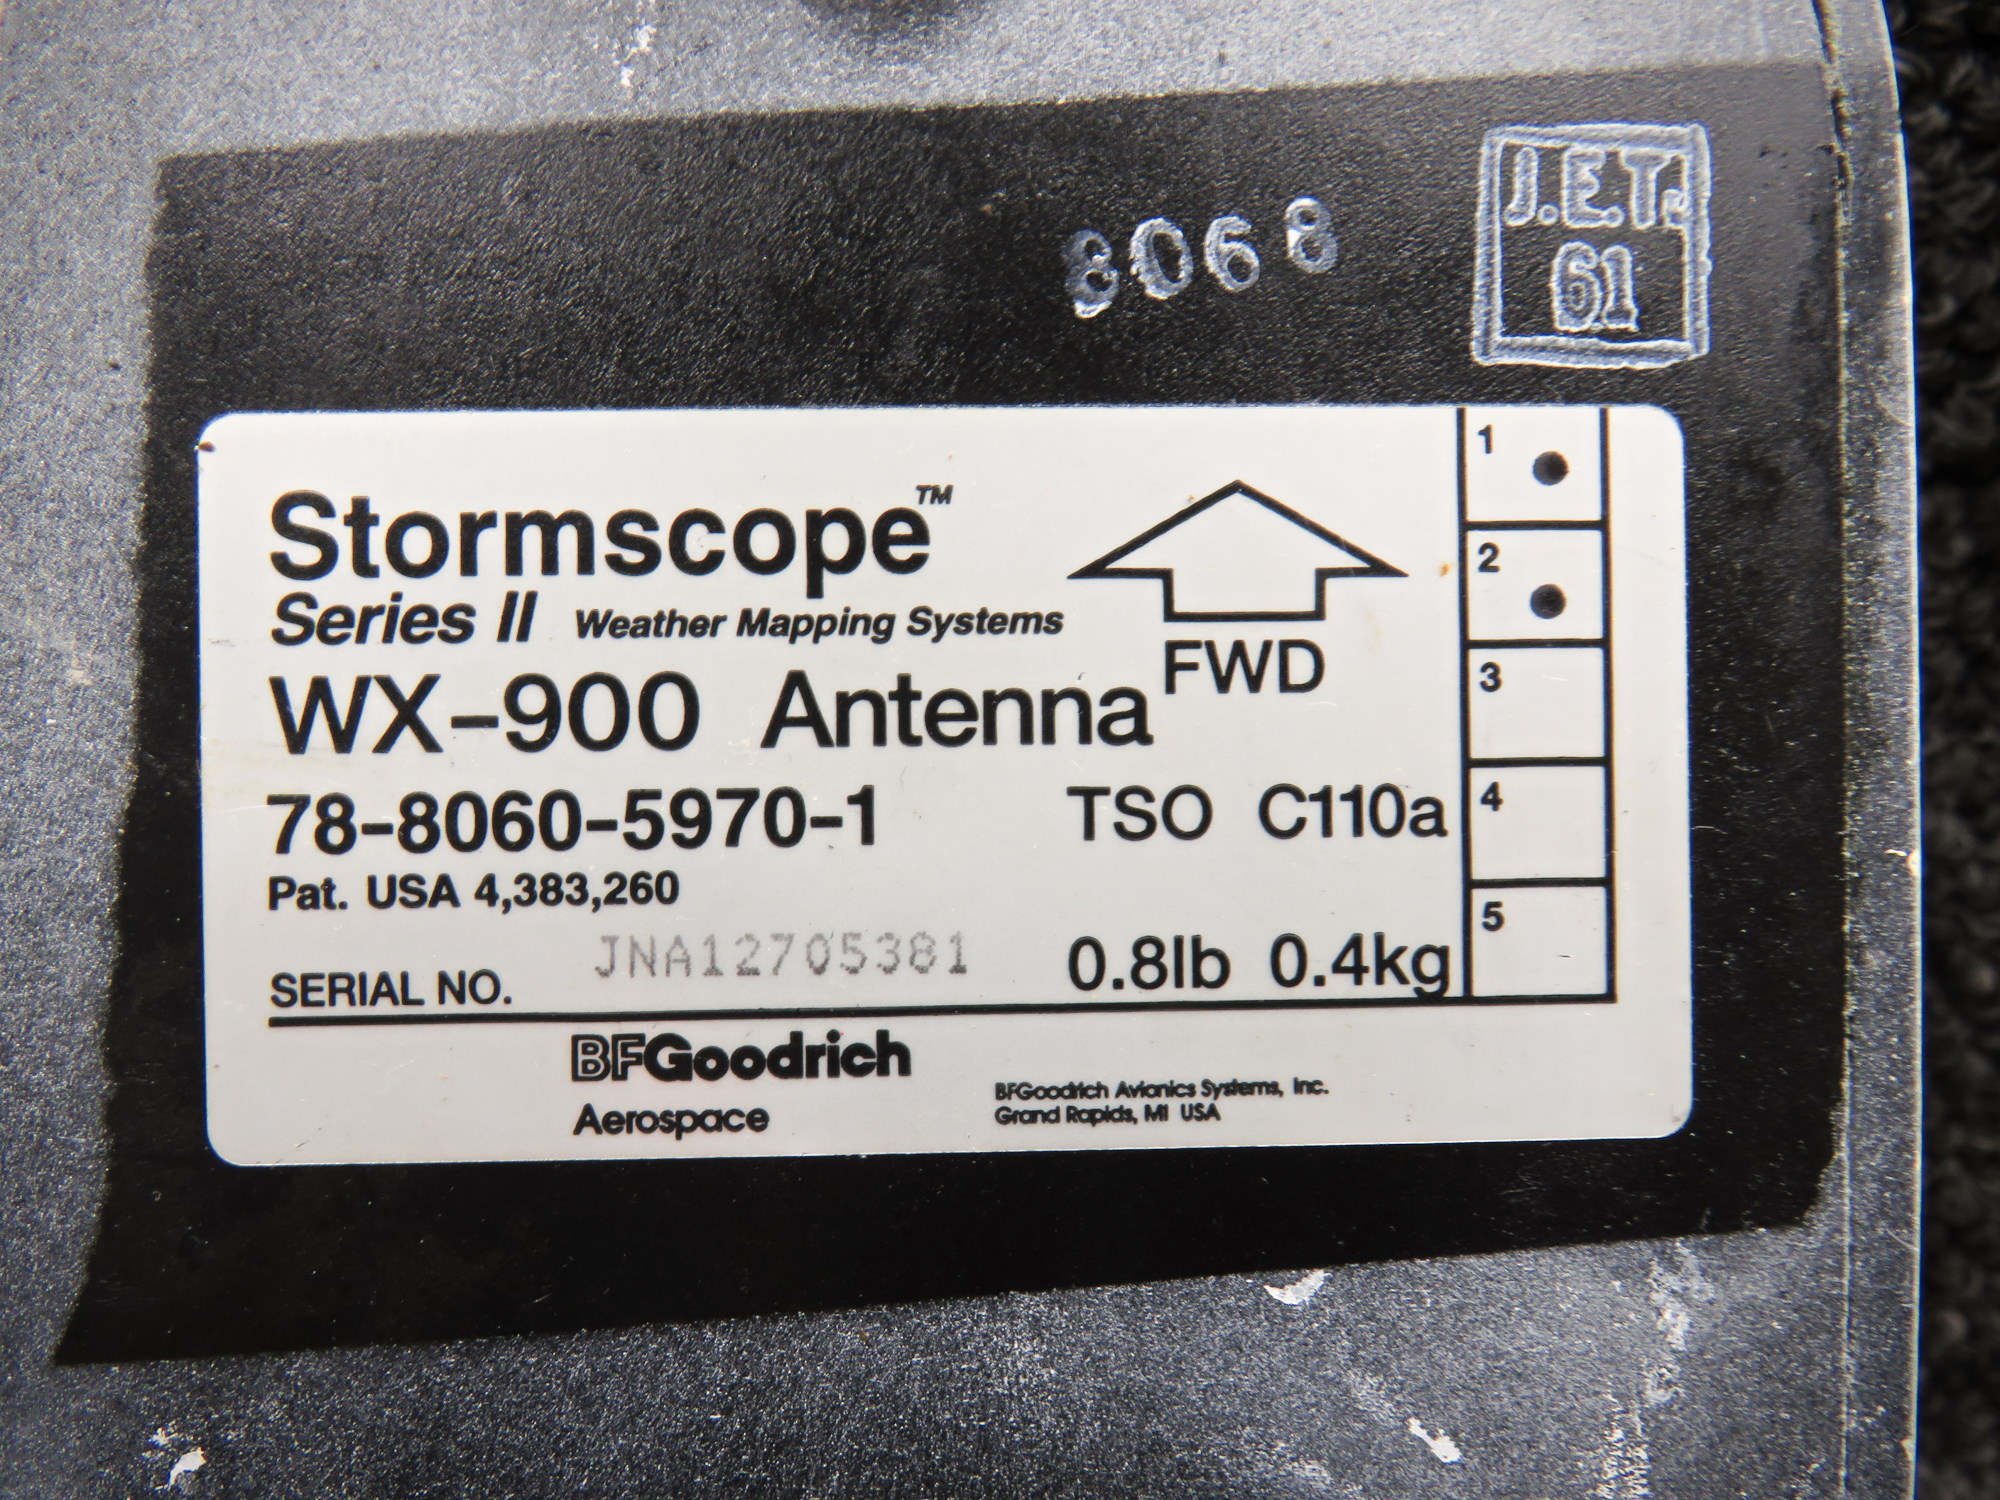 8068
J.E.T.
61
Stormscope™
Series II Weather Mapping Systems
FWD
WX-900 Antenna
78-8060-5970-1
TSO C110a
Pat. USA 4,383,260
SERIAL NO. JNA12705381
0.8lb 0.4kg
1
2
3
4
5
BFGoodrich
Aerospace
BFGoodrich Avionics Systems, Inc.
Grand Rapids, MI USA